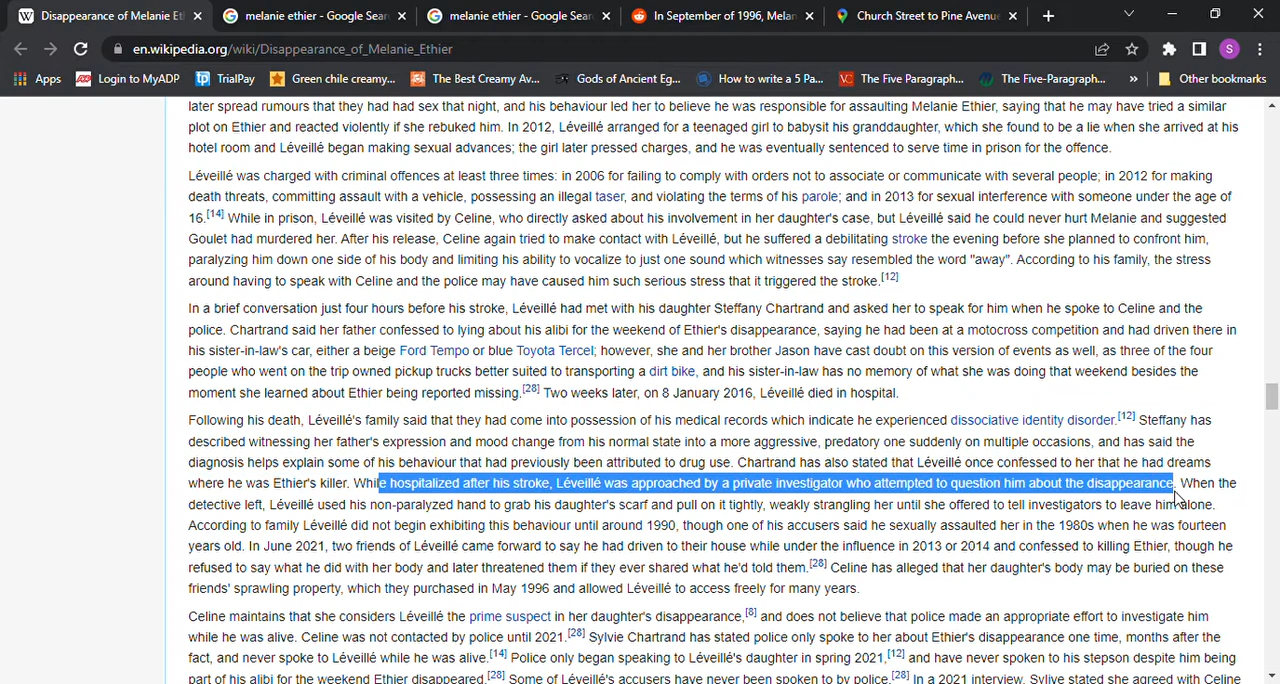 Disappearance of Melanie Et
melanie ethier - Google Sear
melanie ethier - Google Sear
In September of 1996, Melan
Church Street to Pine Avenue
en.wikipedia.org/wiki/Disappearance_of_Melanie_Ethier
S
Apps
Login to MyADP
TrialPay
Green chile creamy...
The Best Creamy Av...
Gods of Ancient Eg...
How to write a 5 Pa...
The Five Paragraph...
The Five-Paragraph...
»
Other bookmarks
later spread rumours that they had had sex that night, and his behaviour led her to believe he was responsible for assaulting Melanie Ethier, saying that he may have tried a similar
plot on Ethier and reacted violently if she rebuked him. In 2012, Léveillé arranged for a teenaged girl to babysit his granddaughter, which she found to be a lie when she arrived at his
hotel room and Léveillé began making sexual advances; the girl later pressed charges, and he was eventually sentenced to serve time in prison for the offence.
Léveillé was charged with criminal offences at least three times: in 2006 for failing to comply with orders not to associate or communicate with several people; in 2012 for making
death threats, committing assault with a vehicle, possessing an illegal taser, and violating the terms of his parole; and in 2013 for sexual interference with someone under the age of
16.[14] While in prison, Léveillé was visited by Celine, who directly asked about his involvement in her daughter's case, but Léveillé said he could never hurt Melanie and suggested
Goulet had murdered her. After his release, Celine again tried to make contact with Léveillé, but he suffered a debilitating stroke the evening before she planned to confront him,
paralyzing him down one side of his body and limiting his ability to vocalize to just one sound which witnesses say resembled the word "away". According to his family, the stress
around having to speak with Celine and the police may have caused him such serious stress that it triggered the stroke.[12]
In a brief conversation just four hours before his stroke, Léveillé had met with his daughter Steffany Chartrand and asked her to speak for him when he spoke to Celine and the
police. Chartrand said her father confessed to lying about his alibi for the weekend of Ethier's disappearance, saying he had been at a motocross competition and had driven there in
his sister-in-law's car, either a beige Ford Tempo or blue Toyota Tercel; however, she and her brother Jason have cast doubt on this version of events as well, as three of the four
people who went on the trip owned pickup trucks better suited to transporting a dirt bike, and his sister-in-law has no memory of what she was doing that weekend besides the
moment she learned about Ethier being reported missing.[28] Two weeks later, on 8 January 2016, Léveillé died in hospital.
Following his death, Léveillé's family said that they had come into possession of his medical records which indicate he experienced dissociative identity disorder.[12] Steffany has
described witnessing her father's expression and mood change from his normal state into a more aggressive, predatory one suddenly on multiple occasions, and has said the
diagnosis helps explain some of his behaviour that had previously been attributed to drug use. Chartrand has also stated that Léveillé once confessed to her that he had dreams
where he was Ethier's killer. While hospitalized after his stroke, Léveillé was approached by a private investigator who attempted to question him about the disappearance. When the
detective left, Léveillé used his non-paralyzed hand to grab his daughter's scarf and pull on it tightly, weakly strangling her until she offered to tell investigators to leave him alone.
According to family Léveillé did not begin exhibiting this behaviour until around 1990, though one of his accusers said he sexually assaulted her in the 1980s when he was fourteen
years old. In June 2021, two friends of Léveillé came forward to say he had driven to their house while under the influence in 2013 or 2014 and confessed to killing Ethier, though he
refused to say what he did with her body and later threatened them if they ever shared what he'd told them.[28] Celine has alleged that her daughter's body may be buried on these
friends' sprawling property, which they purchased in May 1996 and allowed Léveillé to access freely for many years.
Celine maintains that she considers Léveillé the prime suspect in her daughter's disappearance,[8] and does not believe that police made an appropriate effort to investigate him
while he was alive. Celine was not contacted by police until 2021.[28] Sylvie Chartrand has stated police only spoke to her about Ethier's disappearance one time, months after the
fact, and never spoke to Léveillé while he was alive.[14] Police only began speaking to Léveillé's daughter in spring 2021,[12] and have never spoken to his stepson despite him being
part of his alibi for the weekend Ethier disappeared.[28] Some of Léveillé's accusers have never been spoken to by police.[28] In a 2021 interview, Sylive stated she agreed with Celine